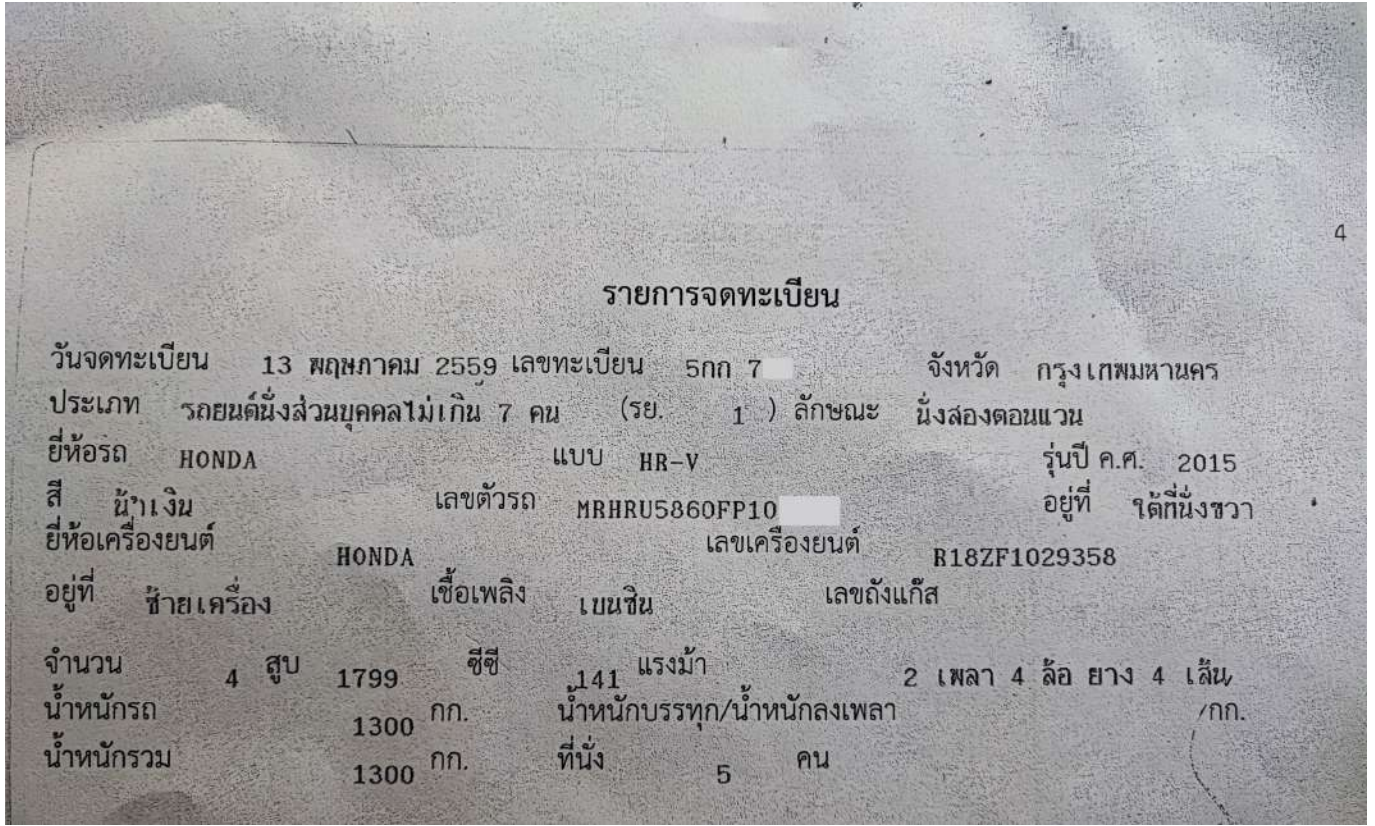 4
รายการจดทะเบียน
วันจดทะเบียน 13 พฤษภาคม 2559 เลขทะเบียน 5กก 7 จังหวัด กรุงเทพมหานคร
ประเภท รถยนต์นั่งส่วนบุคคลไม่เกิน 7 คน (รย. 1 ) ลักษณะ นั่งสองตอนแวน
ยี่ห้อรถ HONDA แบบ HR-V รุ่นปี ค.ศ. 2015
สี น้ำเงิน เลขตัวรถ MRHRU5860FP10 อยู่ที่ ใต้ที่นั่งขวา
ยี่ห้อเครื่องยนต์ HONDA เลขเครื่องยนต์ R18ZF1029358
อยู่ที่ ซ้ายเครื่อง เชื้อเพลิง เบนซิน เลขถังแก๊ส
จำนวน 4 สูบ 1799 ซีซี 141 แรงม้า 2 เพลา 4 ล้อ ยาง 4 เส้น
น้ำหนักรถ 1300 กก. น้ำหนักบรรทุก/น้ำหนักลงเพลา /กก.
น้ำหนักรวม 1300 กก. ที่นั่ง 5 คน